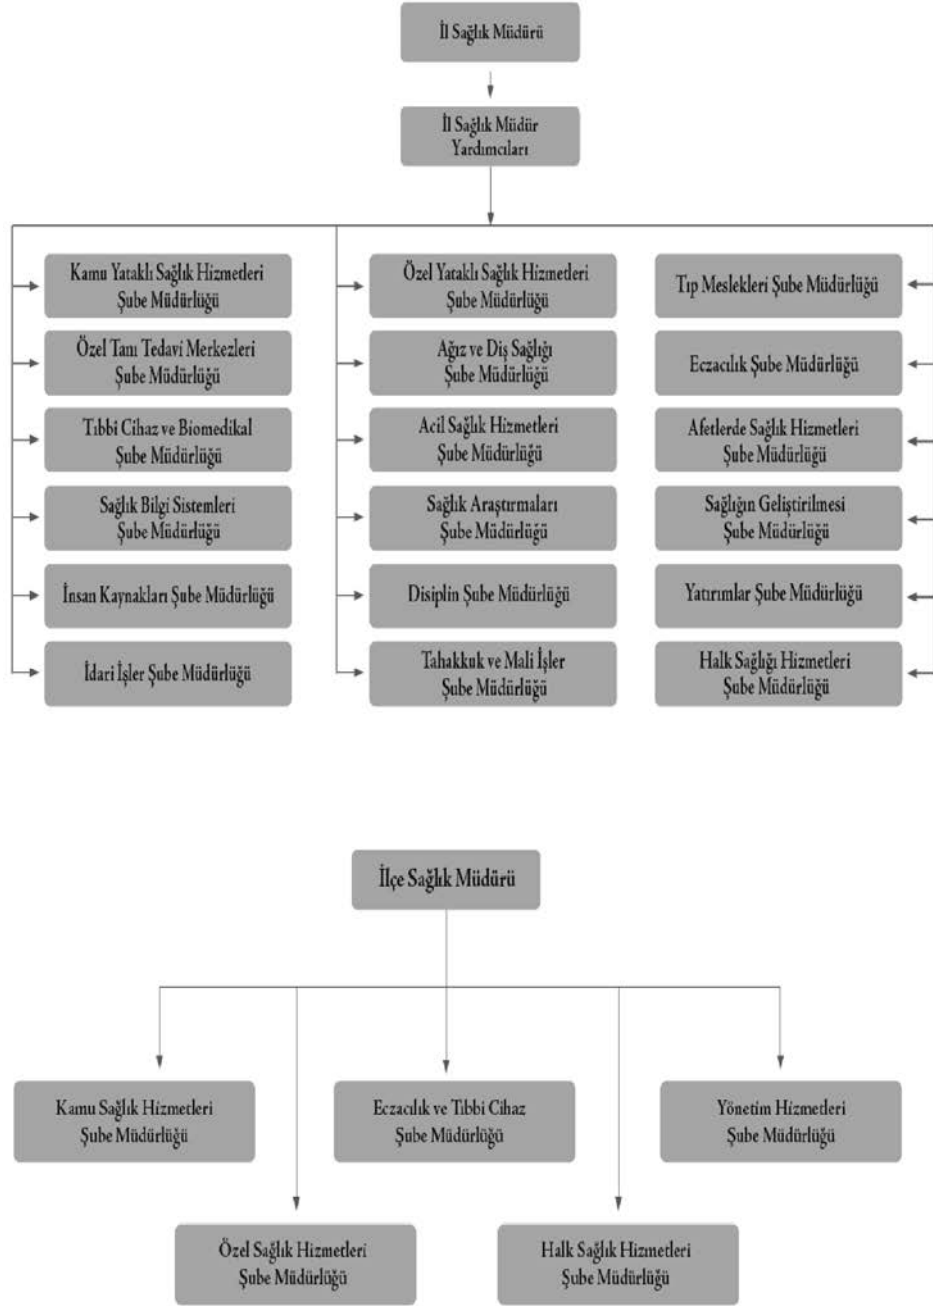 İl Sağlık Müdürü
İl Sağlık Müdür
Yardımcıları
Kamu Yataklı Sağlık Hizmetleri
Şube Müdürlüğü
Özel Yataklı Sağlık Hizmetleri
Şube Müdürlüğü
Tıp Meslekleri Şube Müdürlüğü
Özel Tanı Tedavi Merkezleri
Şube Müdürlüğü
Ağız ve Diş Sağlığı
Şube Müdürlüğü
Eczacılık Şube Müdürlüğü
Tıbbî Cihaz ve Biomedikal
Şube Müdürlüğü
Acil Sağlık Hizmetleri
Şube Müdürlüğü
Afetlerde Sağlık Hizmetleri
Şube Müdürlüğü
Sağlık Bilgi Sistemleri
Şube Müdürlüğü
Sağlık Araştırmaları
Şube Müdürlüğü
Sağlığın Geliştirilmesi
Şube Müdürlüğü
İnsan Kaynakları Şube Müdürlüğü
Disiplin Şube Müdürlüğü
Yatırımlar Şube Müdürlüğü
İdari İşler Şube Müdürlüğü
Tahakkuk ve Mali İşler
Şube Müdürlüğü
Halk Sağlığı Hizmetleri
Şube Müdürlüğü
İlçe Sağlık Müdürü
Kamu Sağlık Hizmetleri
Şube Müdürlüğü
Eczacılık ve Tıbbi Cihaz
Şube Müdürlüğü
Yönetim Hizmetleri
Şube Müdürlüğü
Özel Sağlık Hizmetleri
Şube Müdürlüğü
Halk Sağlık Hizmetleri
Şube Müdürlüğü